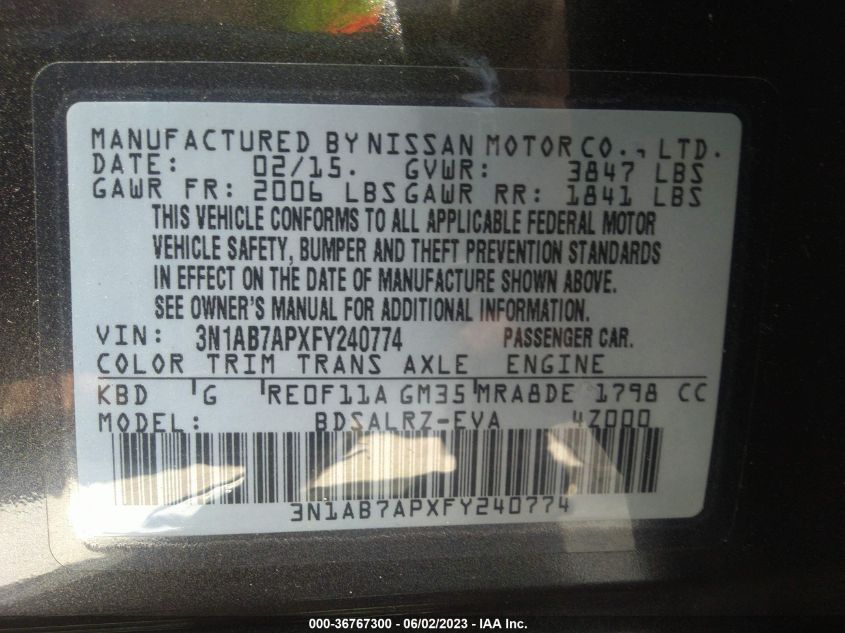 MANUFACTURED BY NISSAN MOTOR CO., LTD.
DATE: 02/15. GVWR: 3847 LBS
GAWR FR: 2006 LBS GAWR RR: 1841 LBS
THIS VEHICLE CONFORMS TO ALL APPLICABLE FEDERAL MOTOR
VEHICLE SAFETY, BUMPER AND THEFT PREVENTION STANDARDS
IN EFFECT ON THE DATE OF MANUFACTURE SHOWN ABOVE.
SEE OWNER'S MANUAL FOR ADDITIONAL INFORMATION.
VIN: 3N1AB7APXFY240774 PASSENGER CAR.
COLOR TRIM TRANS AXLE ENGINE
KBD G RE0F11A GM35 MRA8DE 1798 CC
MODEL: BDSALRZ-EVA 4Z000
3N1AB7APXFY240774
000-36767300 - 06/02/2023 - IAA Inc.